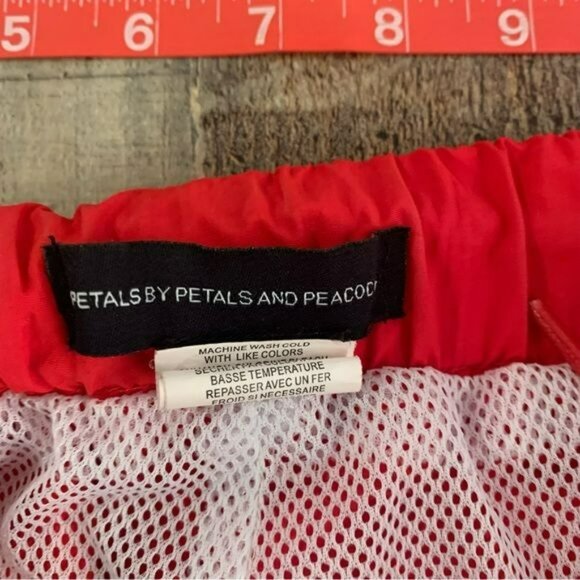 5 6 7 8 9
PETALS BY PETALS AND PEACOC
MACHINE WASH COLD
WITH LIKE COLORS
BASSE TEMPERATURE
REPASSER AVEC UN FER
FROID SI NECESSAIRE